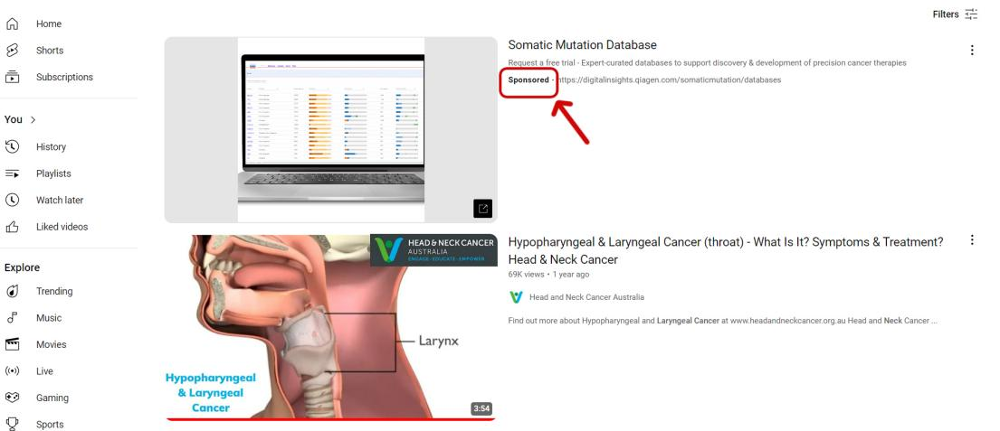 Filters
Home
Shorts
Subscriptions
You
History
Playlists
Watch later
Liked videos
Explore
Trending
Music
Movies
Live
Gaming
Sports
Somatic Mutation Database
Request a free trial - Expert-curated databases to support discovery & development of precision cancer therapies
Sponsored · https://digitalinsights.qiagen.com/somaticmutation/databases
HEAD & NECK CANCER
AUSTRALIA
ENGAGE · EDUCATE · EMPOWER
Larynx
Hypopharyngeal
& Laryngeal
Cancer
3:54
Hypopharyngeal & Laryngeal Cancer (throat) - What Is It? Symptoms & Treatment?
Head & Neck Cancer
69K views • 1 year ago
Head and Neck Cancer Australia
Find out more about Hypopharyngeal and Laryngeal Cancer at www.headandneckcancer.org.au Head and Neck Cancer ...